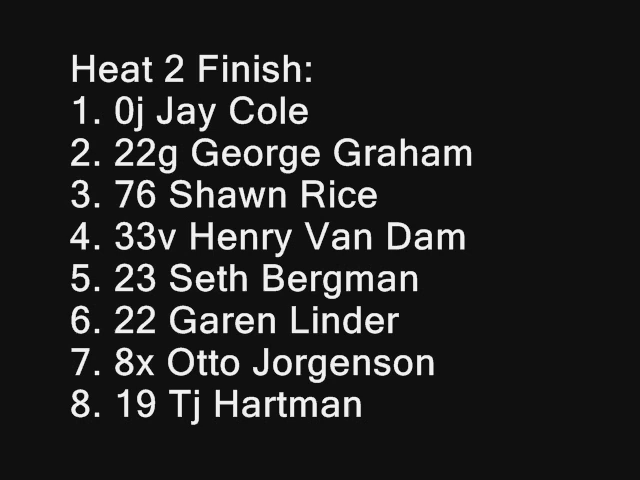 Heat 2 Finish:
1. 0j Jay Cole
2. 22g George Graham
3. 76 Shawn Rice
4. 33v Henry Van Dam
5. 23 Seth Bergman
6. 22 Garen Linder
7. 8x Otto Jorgenson
8. 19 Tj Hartman